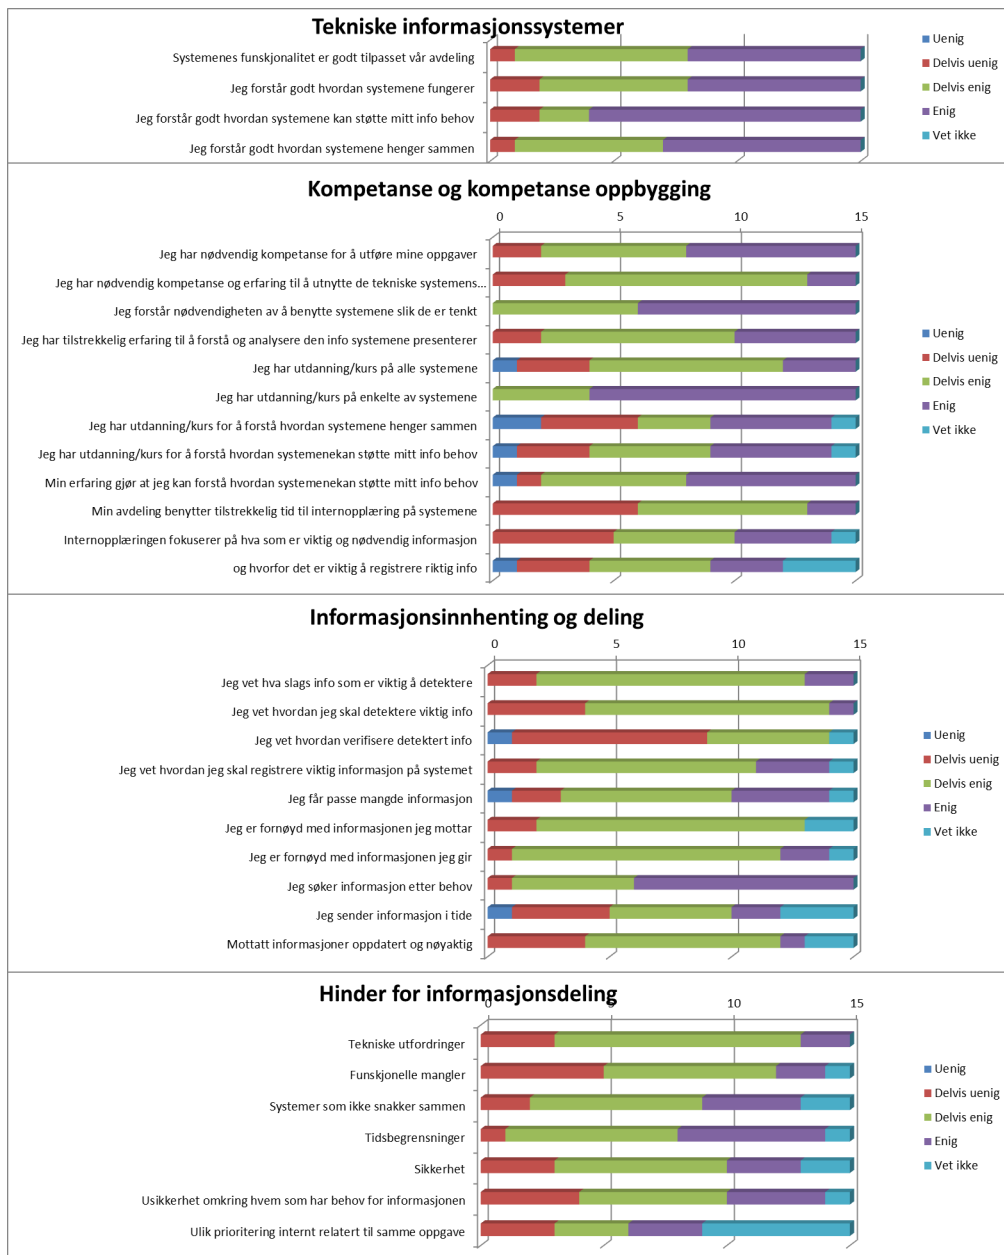 Tekniske informasjonssystemer
Systemenes funskjonalitet er godt tilpasset vår avdeling
Jeg forstår godt hvordan systemene fungerer
Jeg forstår godt hvordan systemene kan støtte mitt info behov
Jeg forstår godt hvordan systemene henger sammen
Uenig
Delvis uenig
Delvis enig
Enig
Vet ikke
Kompetanse og kompetanse oppbygging
0 5 10 15
Jeg har nødvendig kompetanse for å utføre mine oppgaver
Jeg har nødvendig kompetanse og erfaring til å utnytte de tekniske systemens...
Jeg forstår nødvendigheten av å benytte systemene slik de er tenkt
Jeg har tilstrekkelig erfaring til å forstå og analysere den info systemene presenterer
Jeg har utdanning/kurs på alle systemene
Jeg har utdanning/kurs på enkelte av systemene
Jeg har utdanning/kurs for å forstå hvordan systemene henger sammen
Jeg har utdanning/kurs for å forstå hvordan systemenekan støtte mitt info behov
Min erfaring gjør at jeg kan forstå hvordan systemenekan støtte mitt info behov
Min avdeling benytter tilstrekkelig tid til internopplæring på systemene
Internopplæringen fokuserer på hva som er viktig og nødvendig informasjon
og hvorfor det er viktig å registrere riktig info
Uenig
Delvis uenig
Delvis enig
Enig
Vet ikke
Informasjonsinnhenting og deling
0 5 10 15
Jeg vet hva slags info som er viktig å detektere
Jeg vet hvordan jeg skal detektere viktig info
Jeg vet hvordan verifisere detektert info
Jeg vet hvordan jeg skal registrere viktig informasjon på systemet
Jeg får passe mangde informasjon
Jeg er fornøyd med informasjonen jeg mottar
Jeg er fornøyd med informasjonen jeg gir
Jeg søker informasjon etter behov
Jeg sender informasjon i tide
Mottatt informasjoner oppdatert og nøyaktig
Uenig
Delvis uenig
Delvis enig
Enig
Vet ikke
Hinder for informasjonsdeling
0 5 10 15
Tekniske utfordringer
Funskjonelle mangler
Systemer som ikke snakker sammen
Tidsbegrensninger
Sikkerhet
Usikkerhet omkring hvem som har behov for informasjonen
Ulik prioritering internt relatert til samme oppgave
Uenig
Delvis uenig
Delvis enig
Enig
Vet ikke